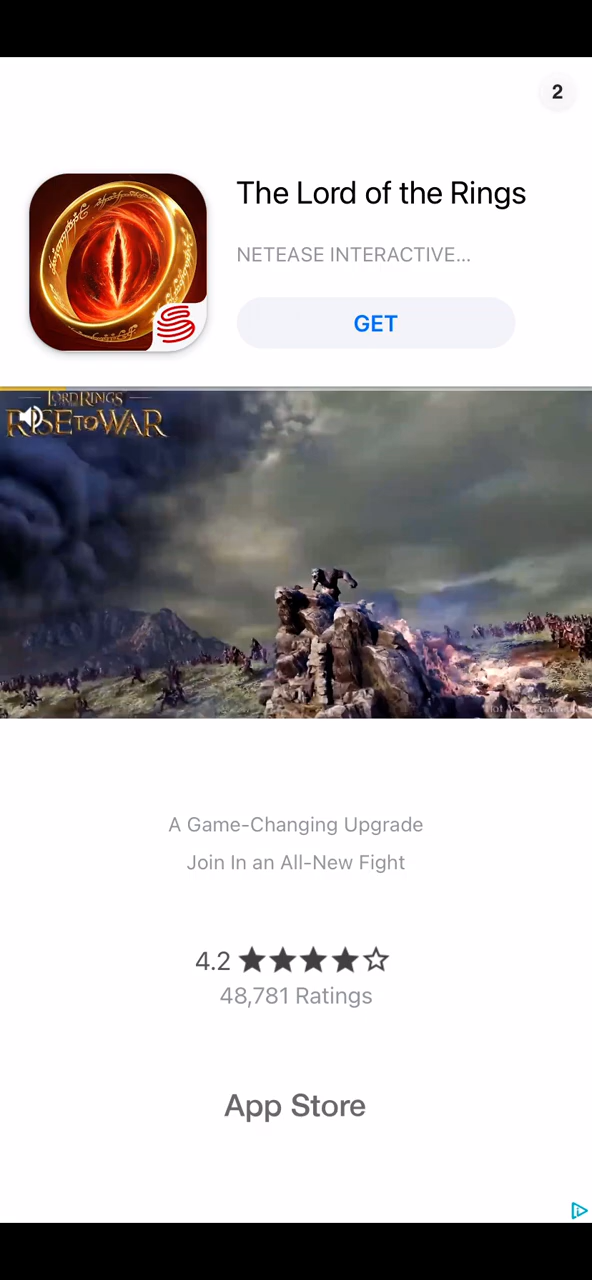 2
The Lord of the Rings
NETEASE INTERACTIVE...
GET
LORD RINGS
RISE TO WAR
A Game-Changing Upgrade
Join In an All-New Fight
4.2
48,781 Ratings
App Store